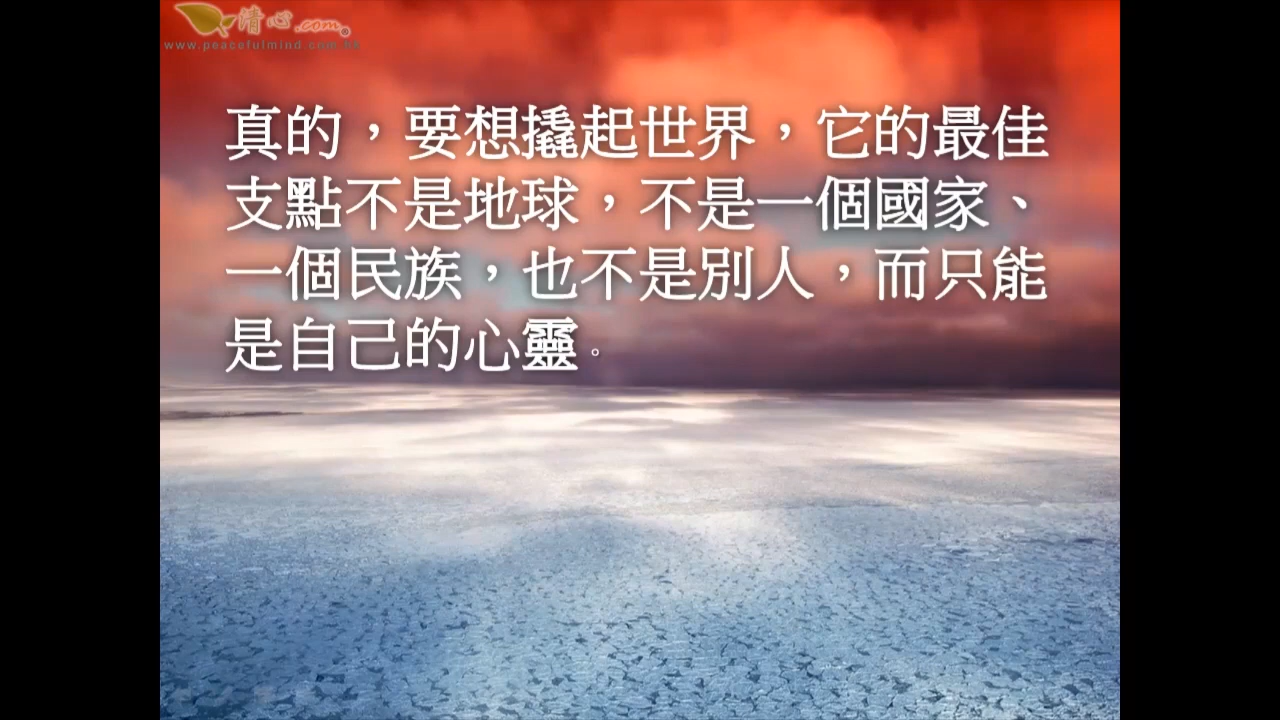 清心.com
www.peacefulmind.com.hk
真的，要想撬起世界，它的最佳
支點不是地球，不是一個國家、
一個民族，也不是別人，而只能
是自己的心靈。